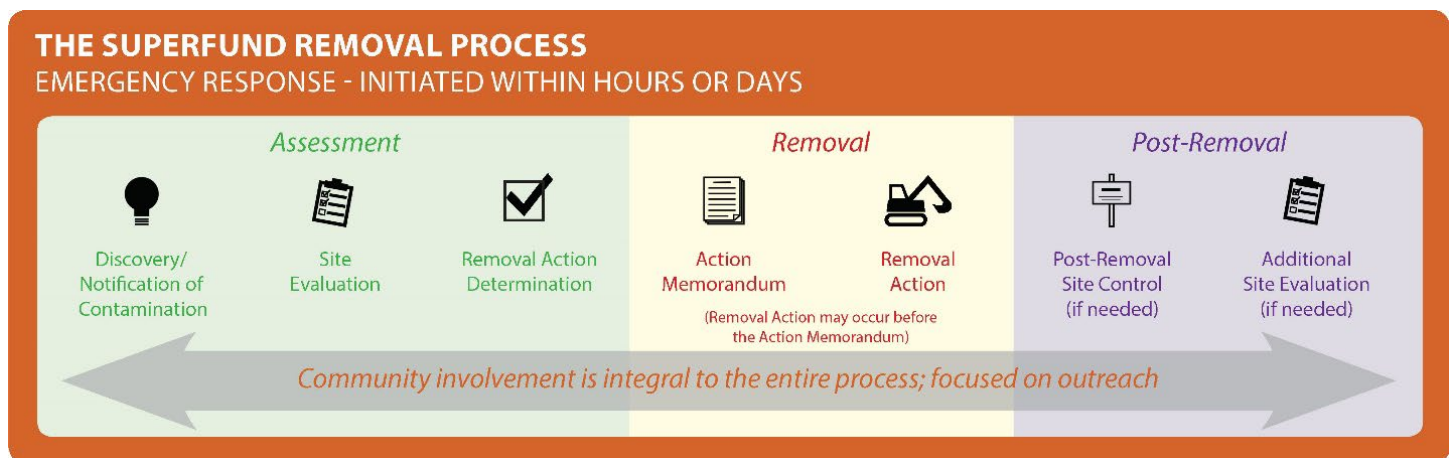 THE SUPERFUND REMOVAL PROCESS
EMERGENCY RESPONSE - INITIATED WITHIN HOURS OR DAYS
Assessment
Discovery/
Notification of
Contamination
Site
Evaluation
Removal Action
Determination
Removal
Action
Memorandum
Removal
Action
(Removal Action may occur before
the Action Memorandum)
Post-Removal
Post-Removal
Site Control
(if needed)
Additional
Site Evaluation
(if needed)
Community involvement is integral to the entire process; focused on outreach